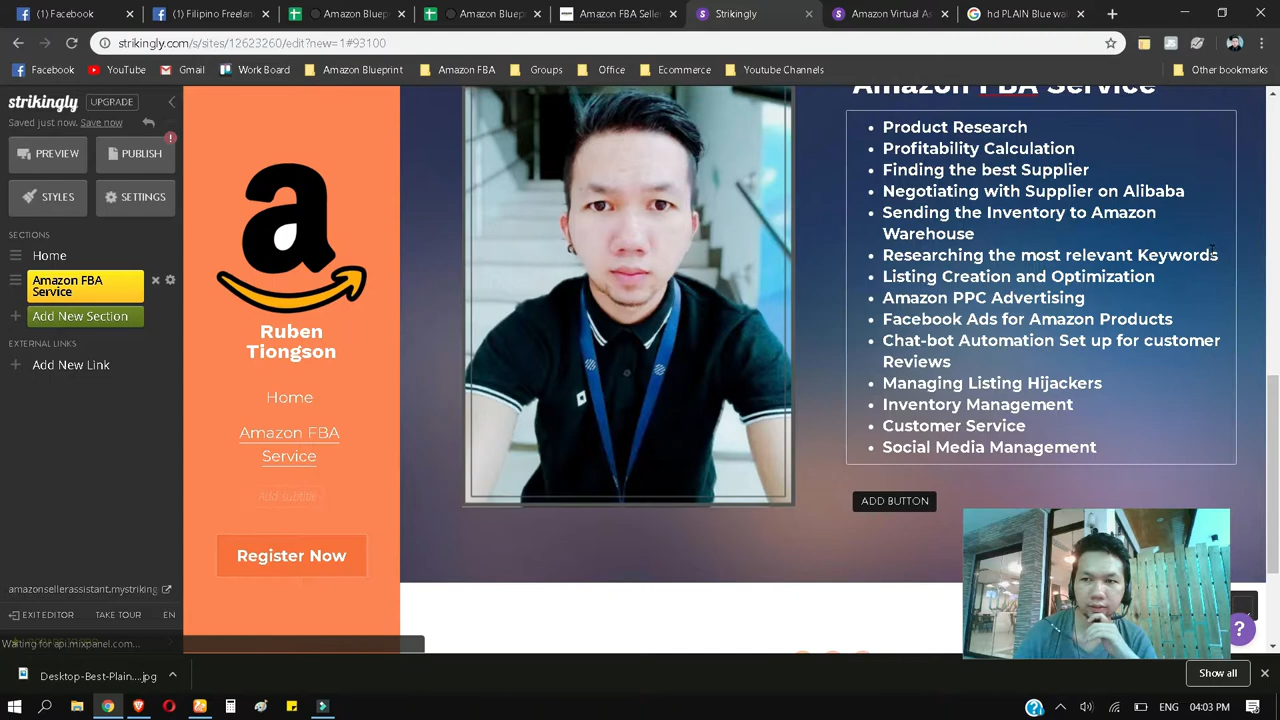 (1) Facebook
(1) Filipino Freelan
Amazon Bluep
Amazon Bluep
Amazon FBA Selle
Strikingly
Amazon Virtual As
hd PLAIN Blue wal
strikingly.com/s/sites/12623260/edit?new=1#93100
Facebook
YouTube
Gmail
Work Board
Amazon Blueprint
Amazon FBA
Groups
Office
Ecommerce
Youtube Channels
Other bookmarks
strikingly
UPGRADE
Saved just now. Save now
PREVIEW
PUBLISH
STYLES
SETTINGS
SECTIONS
Home
Amazon FBA
Service
Add New Section
EXTERNAL LINKS
Add New Link
amazonsellerassistant.mystriking
EXIT EDITOR
TAKE TOUR
EN
Waiting for api.mixpanel.com...
a
Ruben
Tiongson
Home
Amazon FBA
Service
Add subtitle
Register Now
Amazon FBA Service
• Product Research
• Profitability Calculation
• Finding the best Supplier
• Negotiating with Supplier on Alibaba
• Sending the Inventory to Amazon
Warehouse
• Researching the most relevant Keywords
• Listing Creation and Optimization
• Amazon PPC Advertising
• Facebook Ads for Amazon Products
• Chat-bot Automation Set up for customer
Reviews
• Managing Listing Hijackers
• Inventory Management
• Customer Service
• Social Media Management
ADD BUTTON
?
Desktop-Best-Plain....jpg
Show all
04:03 PM